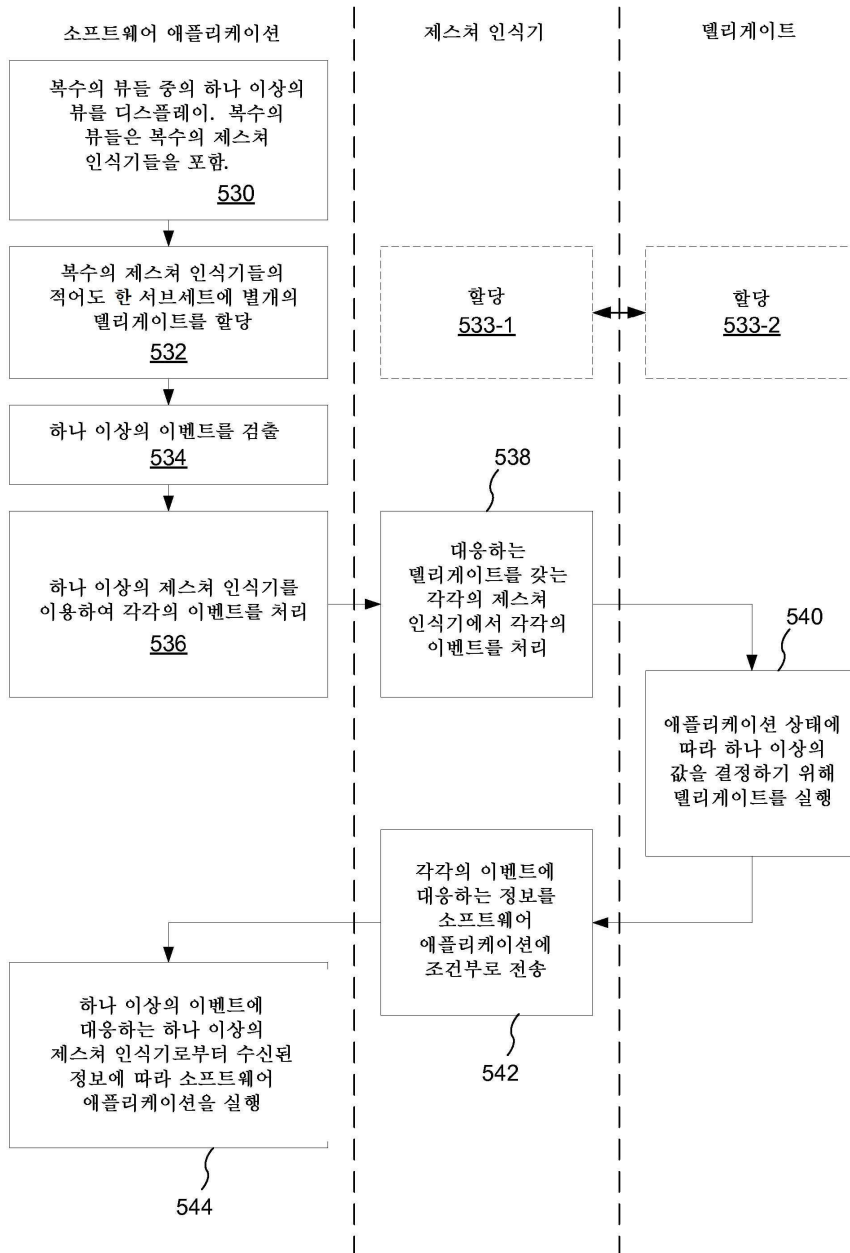 소프트웨어 애플리케이션
제스쳐 인식기
델리게이트
복수의 뷰들 중의 하나 이상의
뷰를 디스플레이. 복수의
뷰들은 복수의 제스쳐
인식기들을 포함.
530
복수의 제스쳐 인식기들의
적어도 한 서브세트에 별개의
델리게이트를 할당
532
할당
533-1
할당
533-2
하나 이상의 이벤트를 검출
534
하나 이상의 제스쳐 인식기를
이용하여 각각의 이벤트를 처리
536
538
대응하는
델리게이트를 갖는
각각의 제스쳐
인식기에서 각각의
이벤트를 처리
540
애플리케이션 상태에
따라 하나 이상의
값을 결정하기 위해
델리게이트를 실행
각각의 이벤트에
대응하는 정보를
소프트웨어
애플리케이션에
조건부로 전송
542
하나 이상의 이벤트에
대응하는 하나 이상의
제스쳐 인식기로부터 수신된
정보에 따라 소프트웨어
애플리케이션을 실행
544